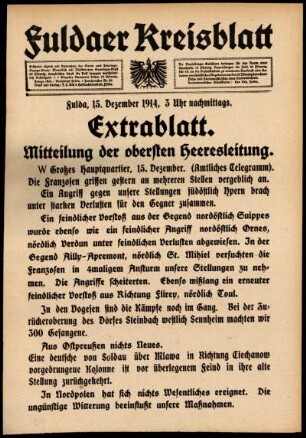 Fuldaer Kreisblatt
Fulda, 15. Dezember 1914, 3 Uhr nachmittags.
Extrablatt.
Mitteilung der obersten Heeresleitung.
W Großes Hauptquartier, 15. Dezember. (Amtliches Telegramm).
Die Franzosen griffen gestern an mehreren Stellen vergeblich an.
Ein Angriff gegen unsere Stellungen südöstlich Ypern brach
unter starken Verlusten für den Gegner zusammen.
Ein feindlicher Vorstoß aus der Gegend nordöstlich Suippes
wurde ebenso wie ein feindlicher Angriff nordöstlich Ornes,
nördlich Verdun unter feindlichen Verlusten abgewiesen. In der
Gegend Ailly-Apremont, nördlich St. Mihiel versuchten die
Franzosen in 4maligem Ansturm unsere Stellungen zu neh-
men. Die Angriffe scheiterten. Ebenso mißlang ein erneuter
feindlicher Vorstoß aus Richtung Flirey, nördlich Toul.
In den Vogesen sind die Kämpfe noch im Gang. Bei der Zu-
rückeroberung des Dorfes Steinbach westlich Sennheim machten wir
300 Gefangene.
Aus Ostpreußen nichts Neues.
Eine deutsche von Soldau über Mlawa in Richtung Ciechanow
vorgedrungene Kolonne ist vor überlegenem Feind in ihre alte
Stellung zurückgekehrt.
In Nordpolen hat sich nichts Wesentliches ereignet. Die
ungünstige Witterung beeinflußt unsere Maßnahmen.